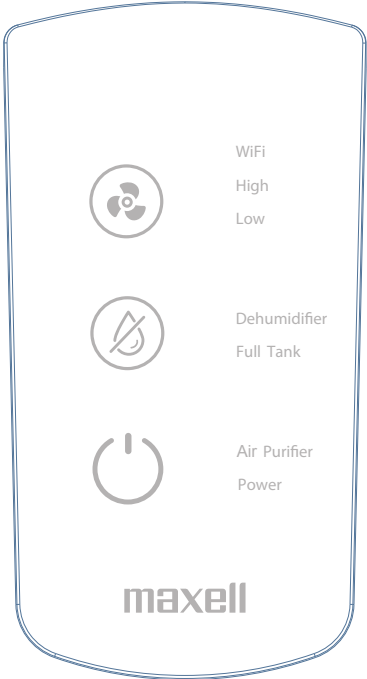 WiFi
High
Low
Dehumidifier
Full Tank
Air Purifier
Power
maxell